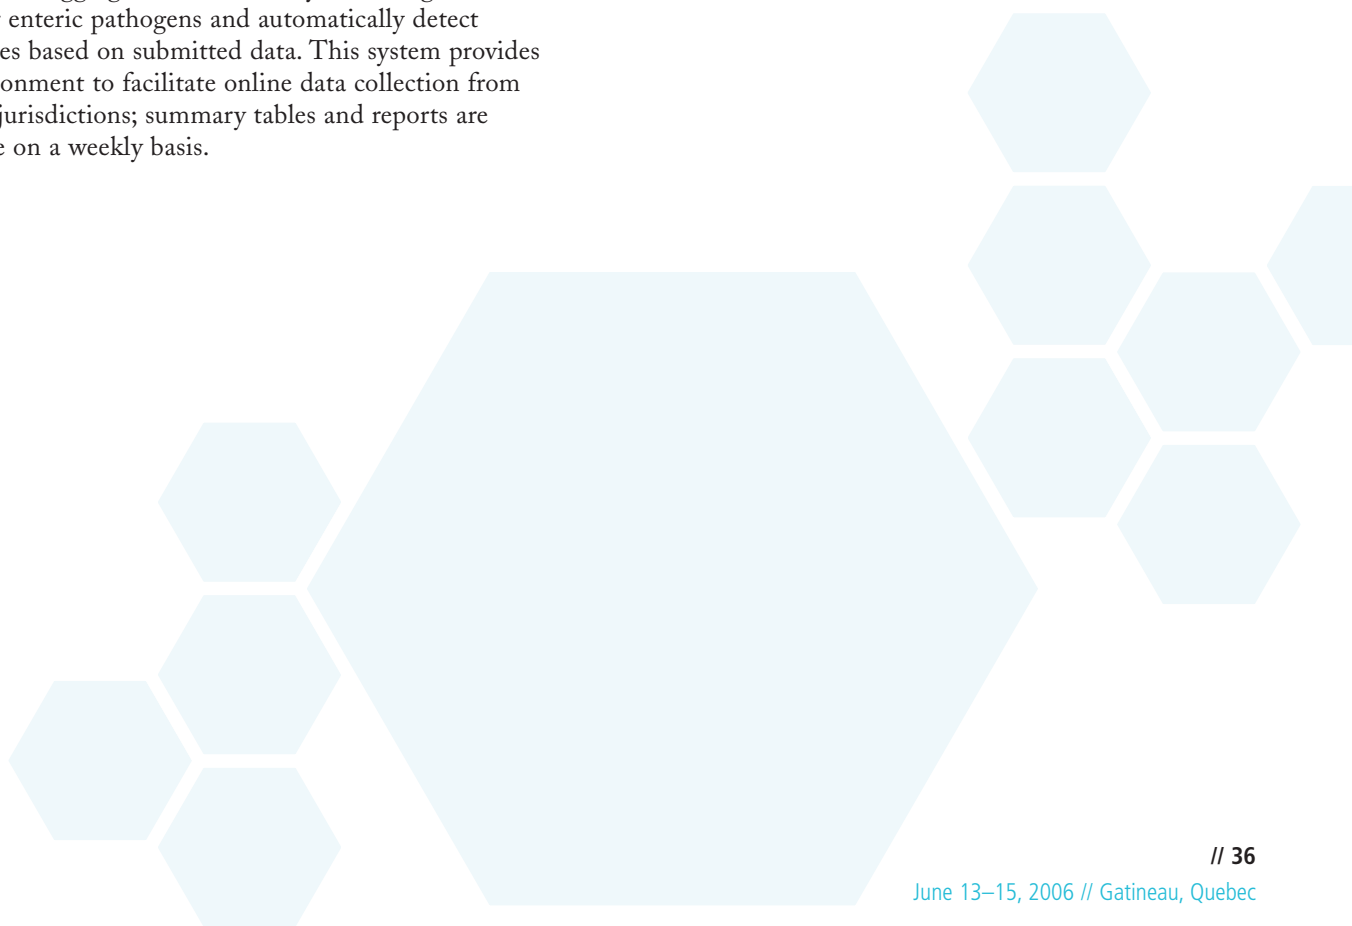 enteric pathogens and automatically detect
es based on submitted data. This system provides
onment to facilitate online data collection from
jurisdictions; summary tables and reports are
e on a weekly basis.
// 36
June 13–15, 2006 // Gatineau, Quebec